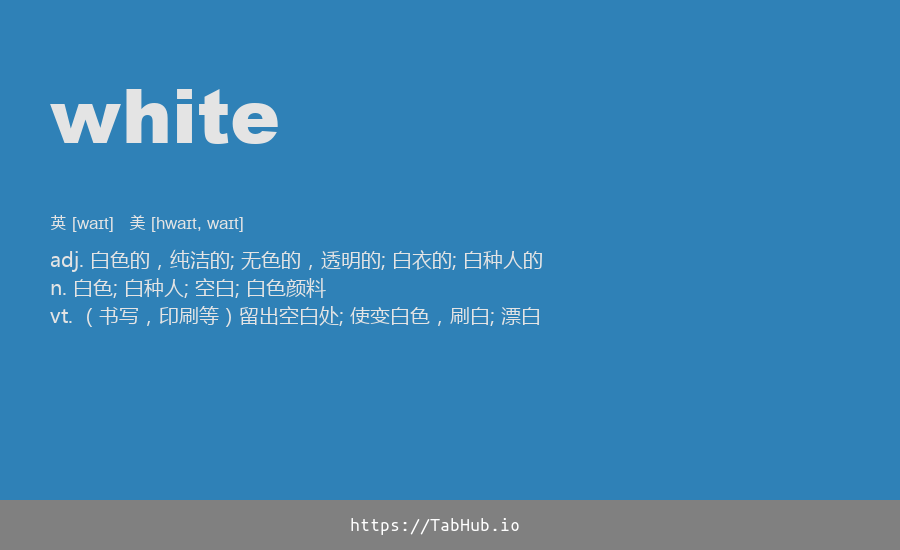 white
英 [waɪt] 美 [hwaɪt, waɪt]
adj. 白色的，纯洁的; 无色的，透明的; 白衣的; 白种人的
n. 白色; 白种人; 空白; 白色颜料
vt. （书写，印刷等）留出空白处; 使变白色，刷白; 漂白
https://TabHub.io